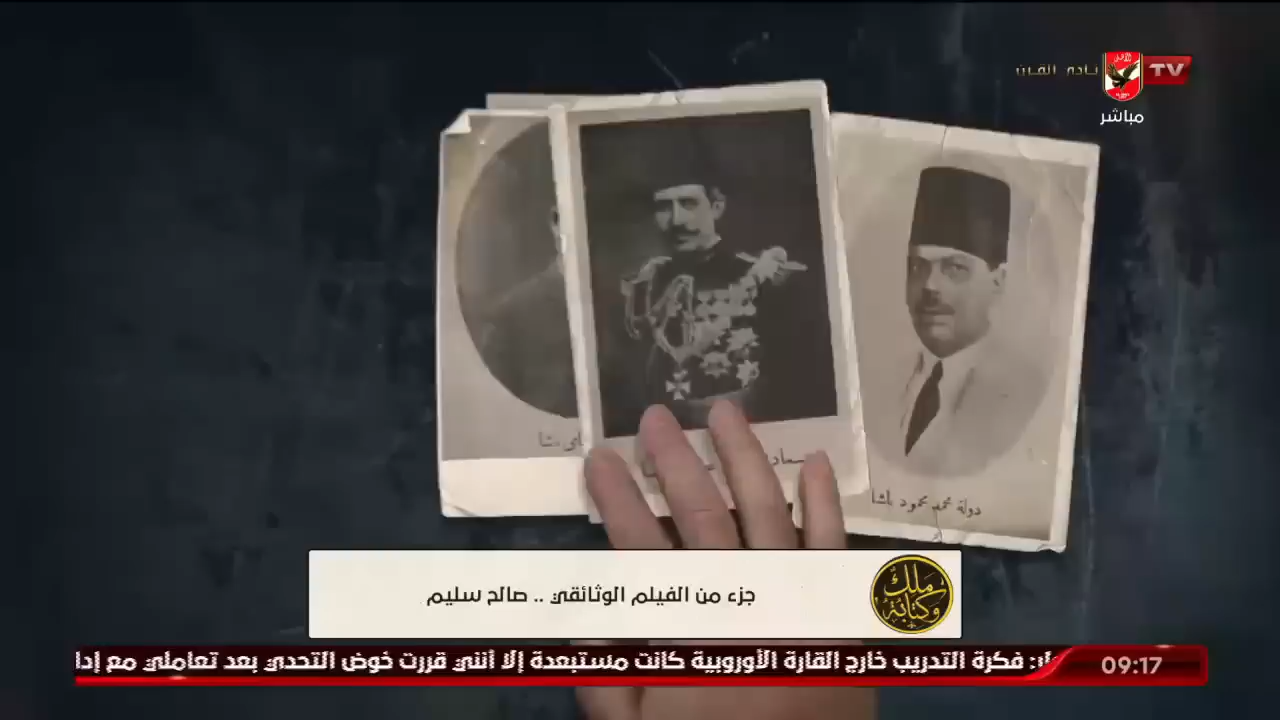 نادي القرن
TV
مباشر
دولة محمد محمود باشا
ملك وكتابة
جزء من الفيلم الوثائقي .. صالح سليم
09:17
فكرة التدريب خارج القارة الأوروبية كانت مستبعدة إلا أنني قررت خوض التحدي بعد تعاملي مع